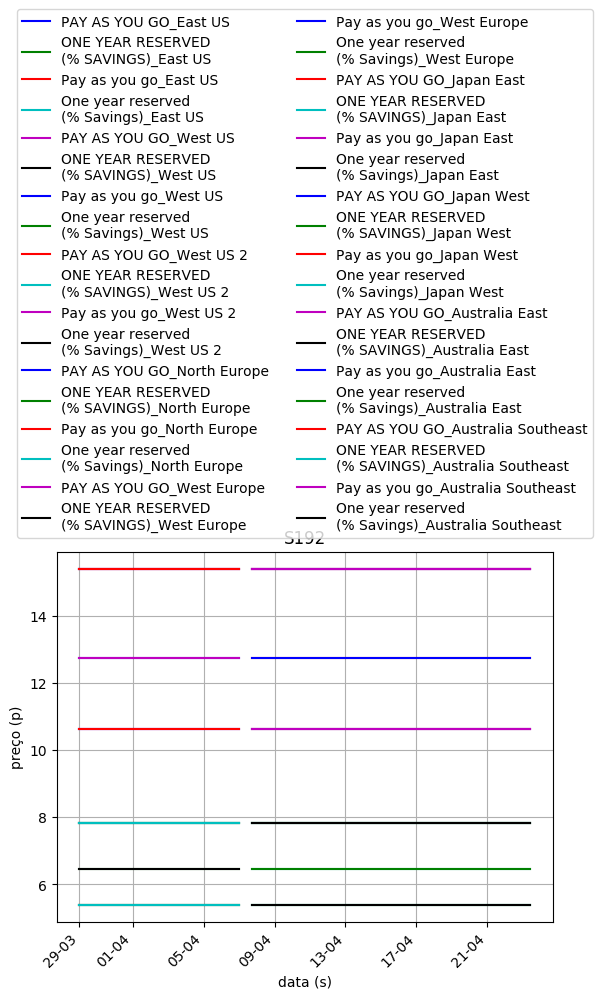 PAY AS YOU GO_East US
ONE YEAR RESERVED
(% SAVINGS)_East US
Pay as you go_East US
One year reserved
(% Savings)_East US
PAY AS YOU GO_West US
ONE YEAR RESERVED
(% SAVINGS)_West US
Pay as you go_West US
One year reserved
(% Savings)_West US
PAY AS YOU GO_West US 2
ONE YEAR RESERVED
(% SAVINGS)_West US 2
Pay as you go_West US 2
One year reserved
(% Savings)_West US 2
PAY AS YOU GO_North Europe
ONE YEAR RESERVED
(% SAVINGS)_North Europe
Pay as you go_North Europe
One year reserved
(% Savings)_North Europe
PAY AS YOU GO_West Europe
ONE YEAR RESERVED
(% SAVINGS)_West Europe
Pay as you go_West Europe
One year reserved
(% Savings)_West Europe
PAY AS YOU GO_Japan East
ONE YEAR RESERVED
(% SAVINGS)_Japan East
Pay as you go_Japan East
One year reserved
(% Savings)_Japan East
PAY AS YOU GO_Japan West
ONE YEAR RESERVED
(% SAVINGS)_Japan West
Pay as you go_Japan West
One year reserved
(% Savings)_Japan West
PAY AS YOU GO_Australia East
ONE YEAR RESERVED
(% SAVINGS)_Australia East
Pay as you go_Australia East
One year reserved
(% Savings)_Australia East
PAY AS YOU GO_Australia Southeast
ONE YEAR RESERVED
(% SAVINGS)_Australia Southeast
Pay as you go_Australia Southeast
One year reserved
(% Savings)_Australia Southeast
S192
preço (p)
14
12
10
8
6
29-03
01-04
05-04
09-04
13-04
17-04
21-04
data (s)